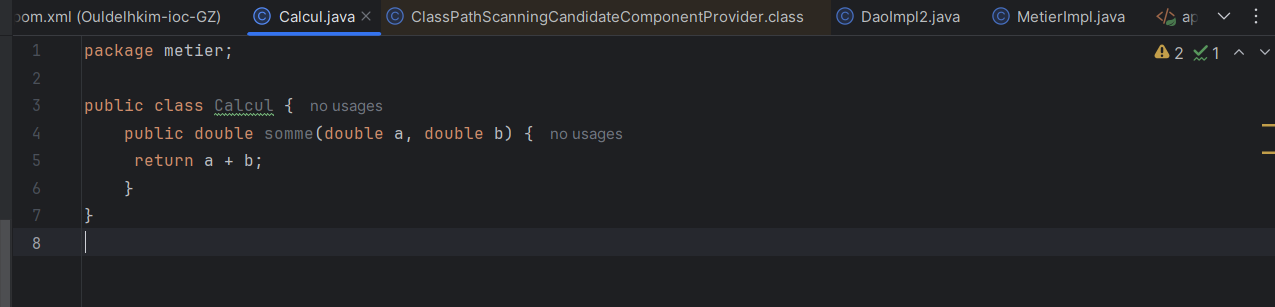 oom.xml (Ouldelhkim-ioc-GZ) Calcul.java ClassPathScanningCandidateComponentProvider.class DaoImpl2.java MetierImpl.java ap
1 package metier; 2 1
2
3 public class Calcul { no usages
4 public double somme(double a, double b) { no usages
5 return a + b;
6 }
7 }
8